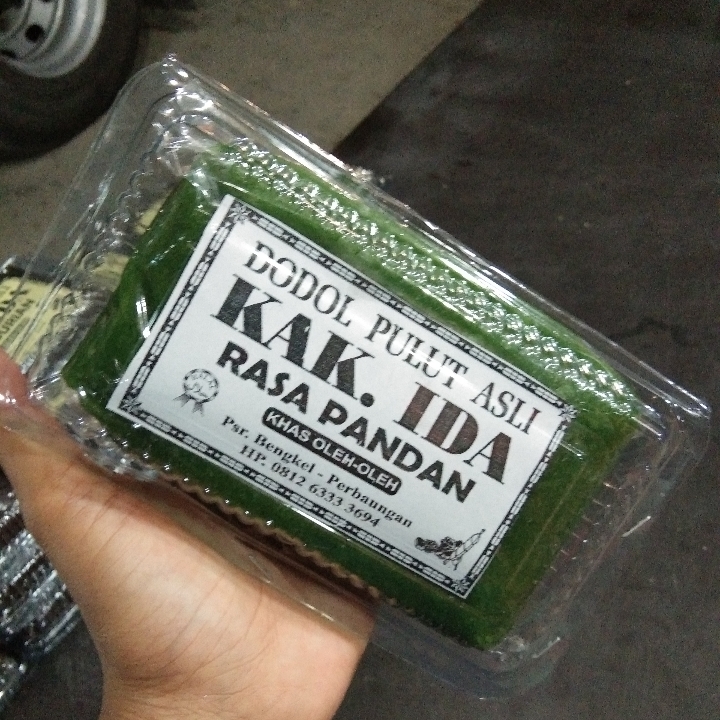 DODOL PULUT ASLI
KAK. IDA
RASA PANDAN
KHAS OLEH-OLEH
Psr. Bengkel - Perbaungan
HP. 0812 6333 3694